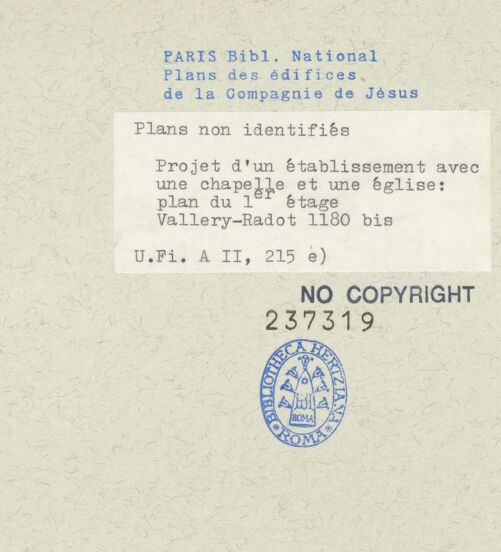 PARIS Bibl. National
Plans des édifices
de la Compagnie de Jésus
Plans non identifiés
Projet d'un établissement avec
une chapelle et une église:
plan du 1er étage
Vallery-Radot 1180 bis
U.Fi. A II, 215 e)
NO COPYRIGHT
237319
BIBLIOTHECA HERTZIANA
ROMA
*ROMA*